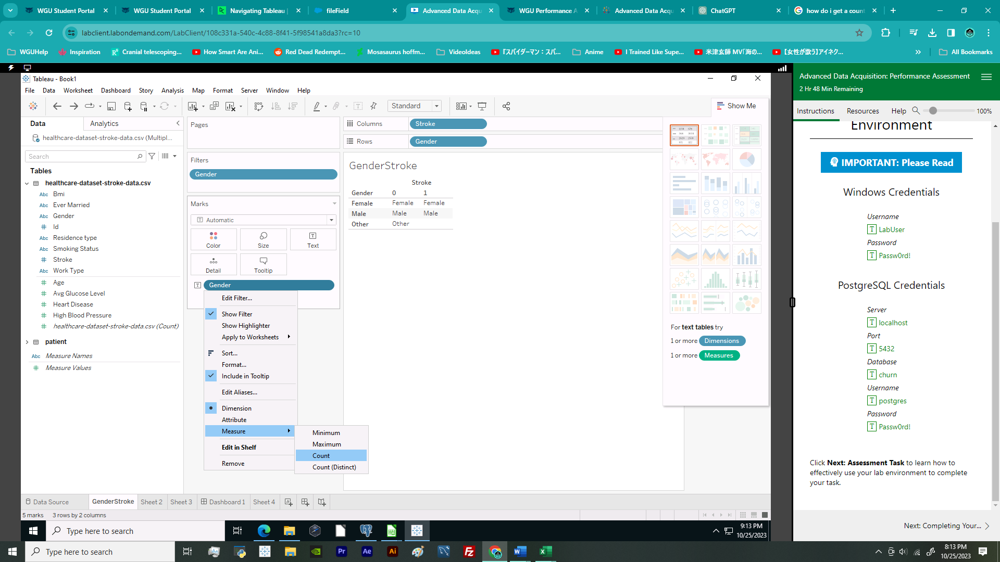 WGU Student Portal
WGU Student Portal
Navigating Tableau |
fileField
Advanced Data Acqu
WGU Performance A
Advanced Data Acqu
ChatGPT
how do i get a count
labclient.labondemand.com/LabClient/108c331a-540c-4c88-8f41-5f98541a8da3?rc=10
WGUHelp
Inspiration
Cranial telescoping...
How Smart Are Ani...
Red Dead Redempt...
Mosasaurus hoffm...
VideoIdeas
『スパイダーマン：スパ...
Anime
I Trained Like Supe...
米津玄師 MV「海の...
【女性が歌う】アイネク...
»
All Bookmarks
Tableau - Book1
File Data Worksheet Dashboard Story Analysis Map Format Server Window Help
Standard
Show Me
Data
Analytics
healthcare-dataset-stroke-data.csv (Multipl...
Search
Tables
healthcare-dataset-stroke-data.csv
Abc Bmi
Abc Ever Married
Abc Gender
# Id
Abc Residence type
Abc Smoking Status
# Stroke
Abc Work Type
# Age
# Avg Glucose Level
# Heart Disease
# High Blood Pressure
# healthcare-dataset-stroke-data.csv (Count)
patient
Abc Measure Names
# Measure Values
Pages
Filters
Gender
Marks
Automatic
Color
Size
Text
Detail
Tooltip
Gender
Edit Filter...
Show Filter
Show Highlighter
Apply to Worksheets
Sort...
Format...
Include in Tooltip
Edit Aliases...
Dimension
Attribute
Measure
Edit in Shelf
Remove
Minimum
Maximum
Count
Count (Distinct)
Columns
Stroke
Rows
Gender
GenderStroke
Stroke
Gender 0 1
Female Female Female
Male Male Male
Other Other
For text tables try
1 or more Dimensions
1 or more Measures
Data Source
GenderStroke
Sheet 2
Sheet 3
Dashboard 1
Sheet 4
5 marks 3 rows by 2 columns
Type here to search
9:13 PM
10/25/2023
Advanced Data Acquisition: Performance Assessment
2 Hr 48 Min Remaining
Instructions
Resources
Help
100%
Environment
IMPORTANT: Please Read
Windows Credentials
Username
T LabUser
Password
T Passw0rd!
PostgreSQL Credentials
Server
T localhost
Port
T 5432
Database
T churn
Username
T postgres
Password
T Passw0rd!
Click Next: Assessment Task to learn how to
effectively use your lab environment to complete
your task.
Next: Completing Your...
Type here to search
Pr
Ae
Ai
8:13 PM
10/25/2023